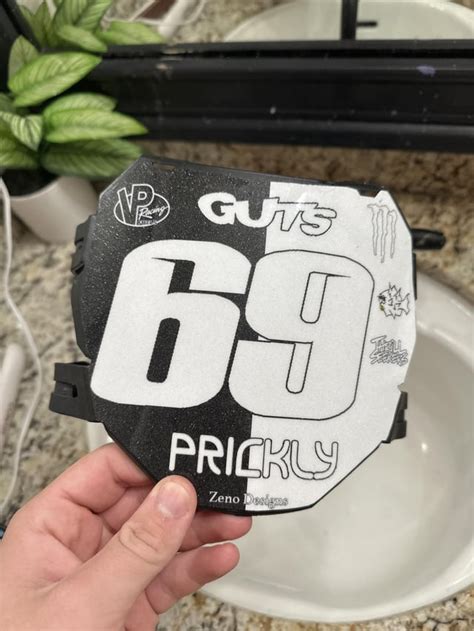 VP
Racing
GUTS
69
PRICKLY
Zeno Designs